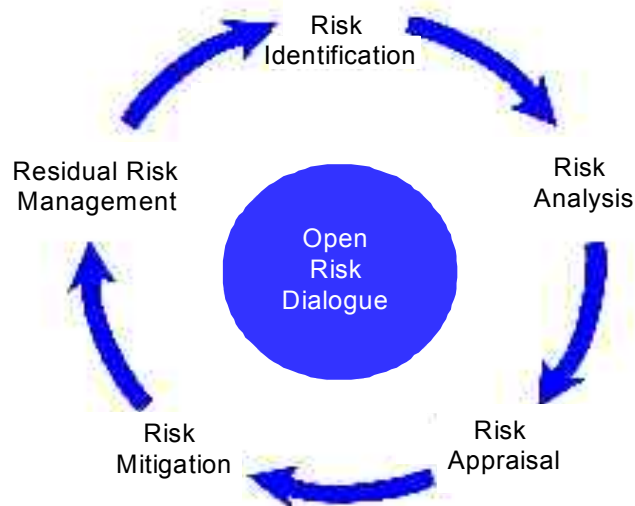 Risk
Identification
Risk
Analysis
Risk
Appraisal
Risk
Mitigation
Residual Risk
Management
Open
Risk
Dialogue